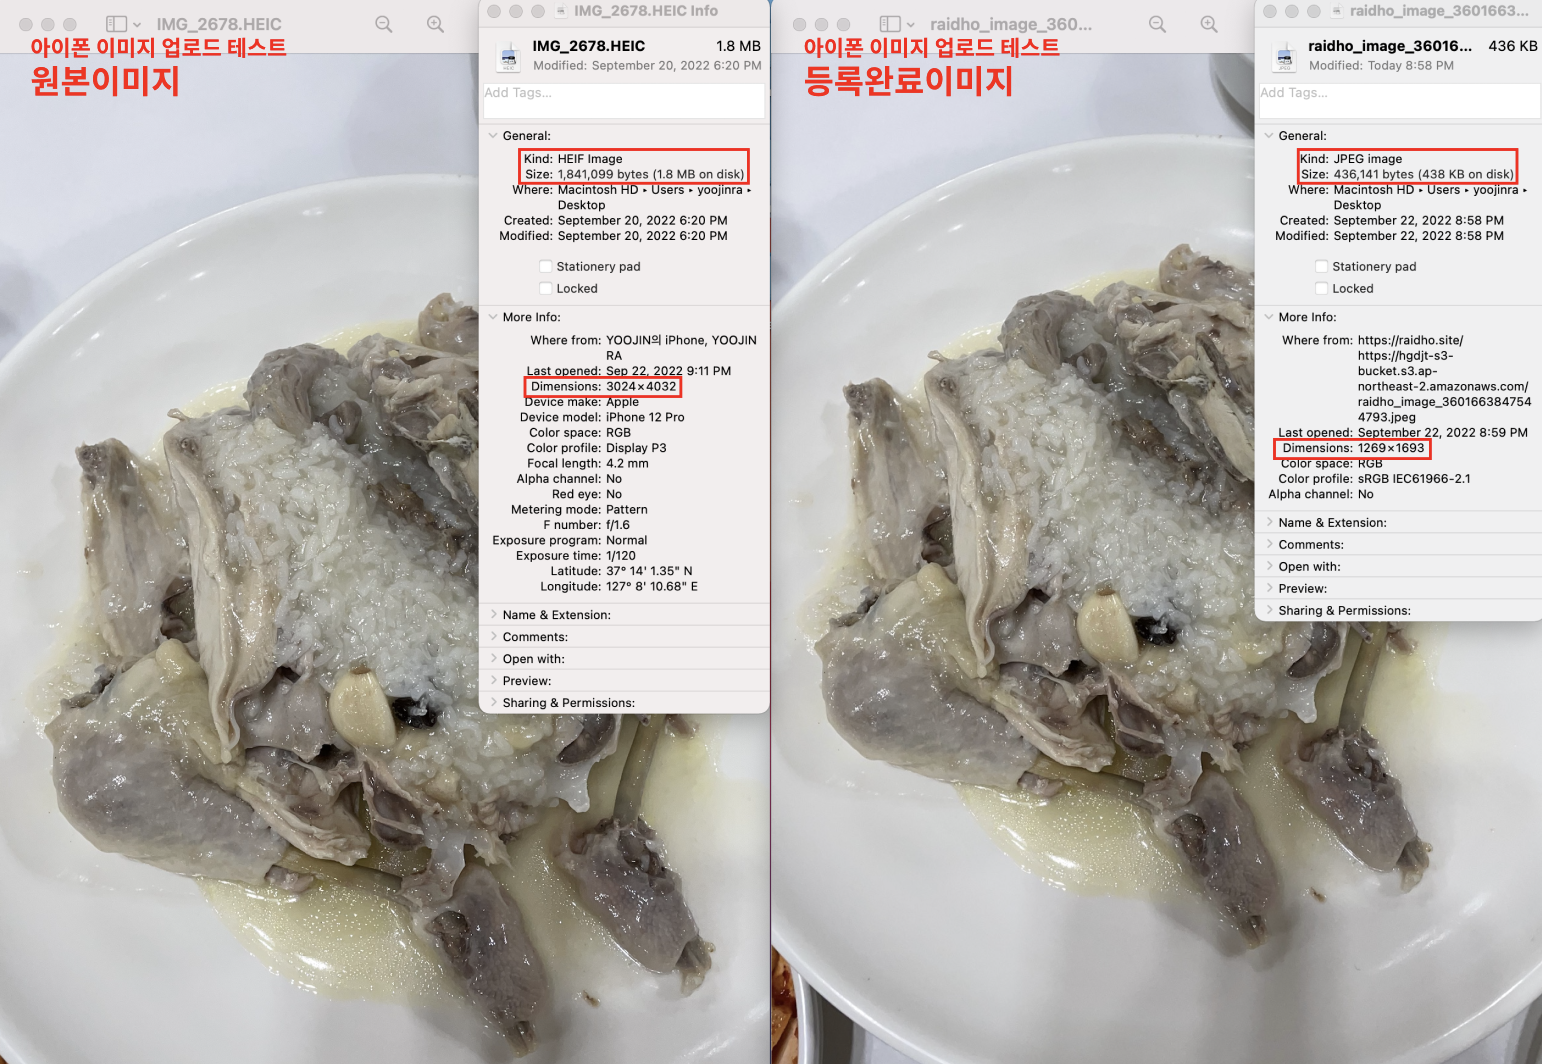 IMG_2678.HEIC
아이폰 이미지 업로드 테스트
원본이미지
IMG_2678.HEIC Info
IMG_2678.HEIC 1.8 MB
Modified: September 20, 2022 6:20 PM
Add Tags...
General:
Kind: HEIF Image
Size: 1,841,099 bytes (1.8 MB on disk)
Where: Macintosh HD ▸ Users ▸ yoojinra ▸
Desktop
Created: September 20, 2022 6:20 PM
Modified: September 20, 2022 6:20 PM
Stationery pad
Locked
More Info:
Where from: YOOJIN의 iPhone, YOOJIN
RA
Last opened: Sep 22, 2022 9:11 PM
Dimensions: 3024×4032
Device make: Apple
Device model: iPhone 12 Pro
Color space: RGB
Color profile: Display P3
Focal length: 4.2 mm
Alpha channel: No
Red eye: No
Metering mode: Pattern
F number: f/1.6
Exposure program: Normal
Exposure time: 1/120
Latitude: 37° 14' 1.35" N
Longitude: 127° 8' 10.68" E
Name & Extension:
Comments:
Open with:
Preview:
Sharing & Permissions:
raidho_image_360...
아이폰 이미지 업로드 테스트
등록완료이미지
raidho_image_3601663...
raidho_image_36016... 436 KB
Modified: Today 8:58 PM
Add Tags...
General:
Kind: JPEG image
Size: 436,141 bytes (438 KB on disk)
Where: Macintosh HD ▸ Users ▸ yoojinra ▸
Desktop
Created: September 22, 2022 8:58 PM
Modified: September 22, 2022 8:58 PM
Stationery pad
Locked
More Info:
Where from: https://raidho.site/
https://hgdjt-s3-
bucket.s3.ap-
northeast-2.amazonaws.com/
raidho_image_360166384754
4793.jpeg
Last opened: September 22, 2022 8:59 PM
Dimensions: 1269×1693
Color space: RGB
Color profile: sRGB IEC61966-2.1
Alpha channel: No
Name & Extension:
Comments:
Open with:
Preview:
Sharing & Permissions: